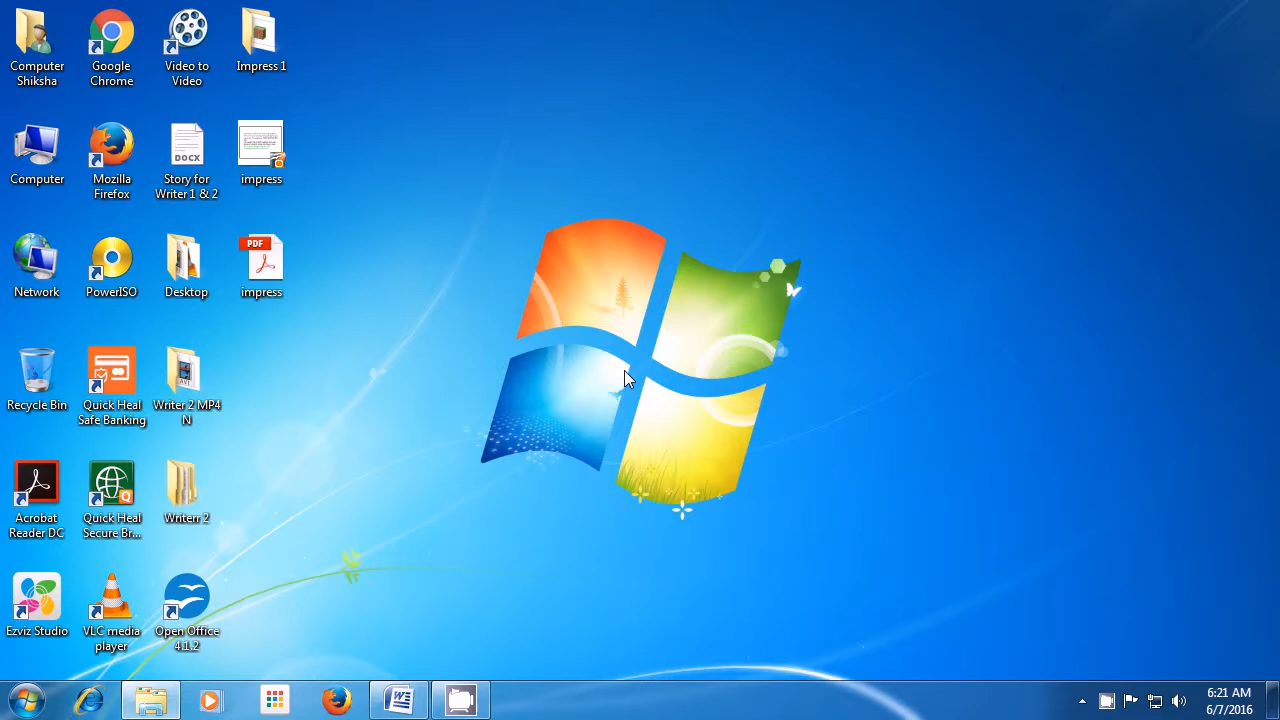 Computer
Shiksha
Google
Chrome
Video to
Video
Impress 1
Computer
Mozilla
Firefox
DOCX
Story for
Writer 1 & 2
impress
Network
PowerISO
Desktop
PDF
impress
Recycle Bin
Quick Heal
Safe Banking
Writer 2 MP4
N
Acrobat
Reader DC
Quick Heal
Secure Br...
Writerr 2
Ezviz Studio
VLC media
player
Open Office
4.1.2
6:21 AM
6/7/2016